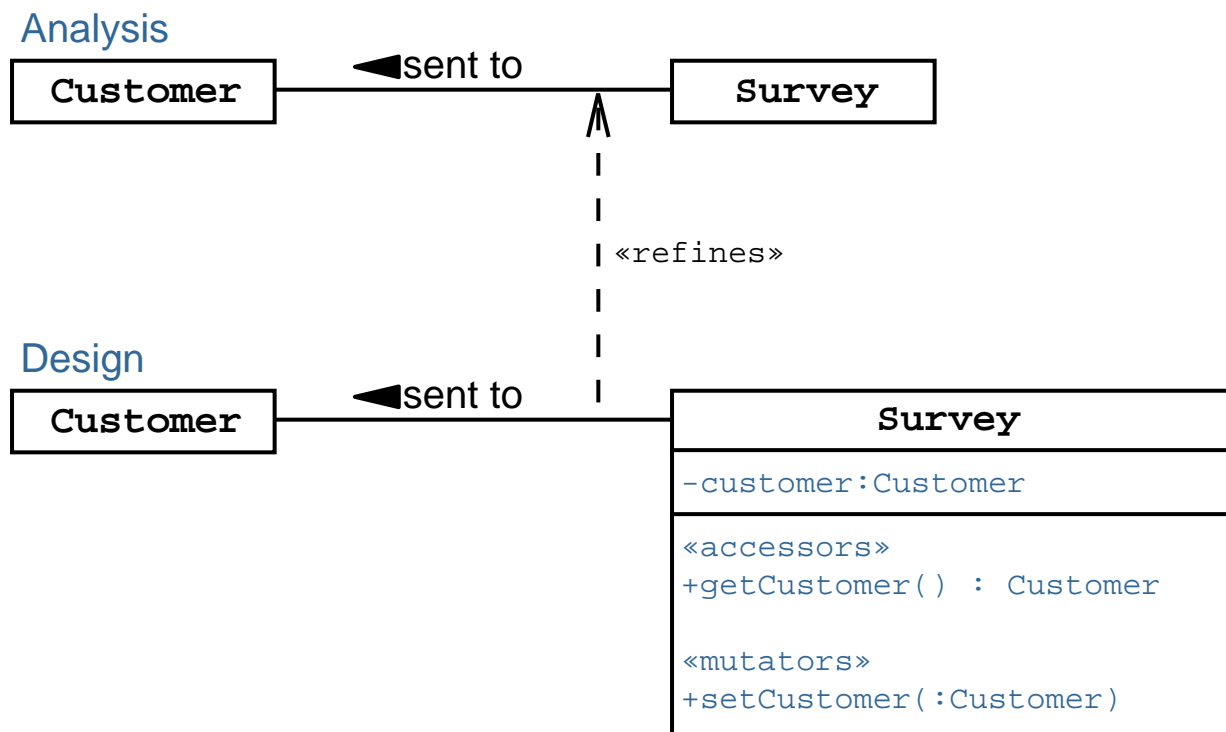 Analysis
Customer
sent to
Survey
«refines»
Design
Customer
sent to
Survey
-customer:Customer
«accessors»
+getCustomer() : Customer
«mutators»
+setCustomer(:Customer)